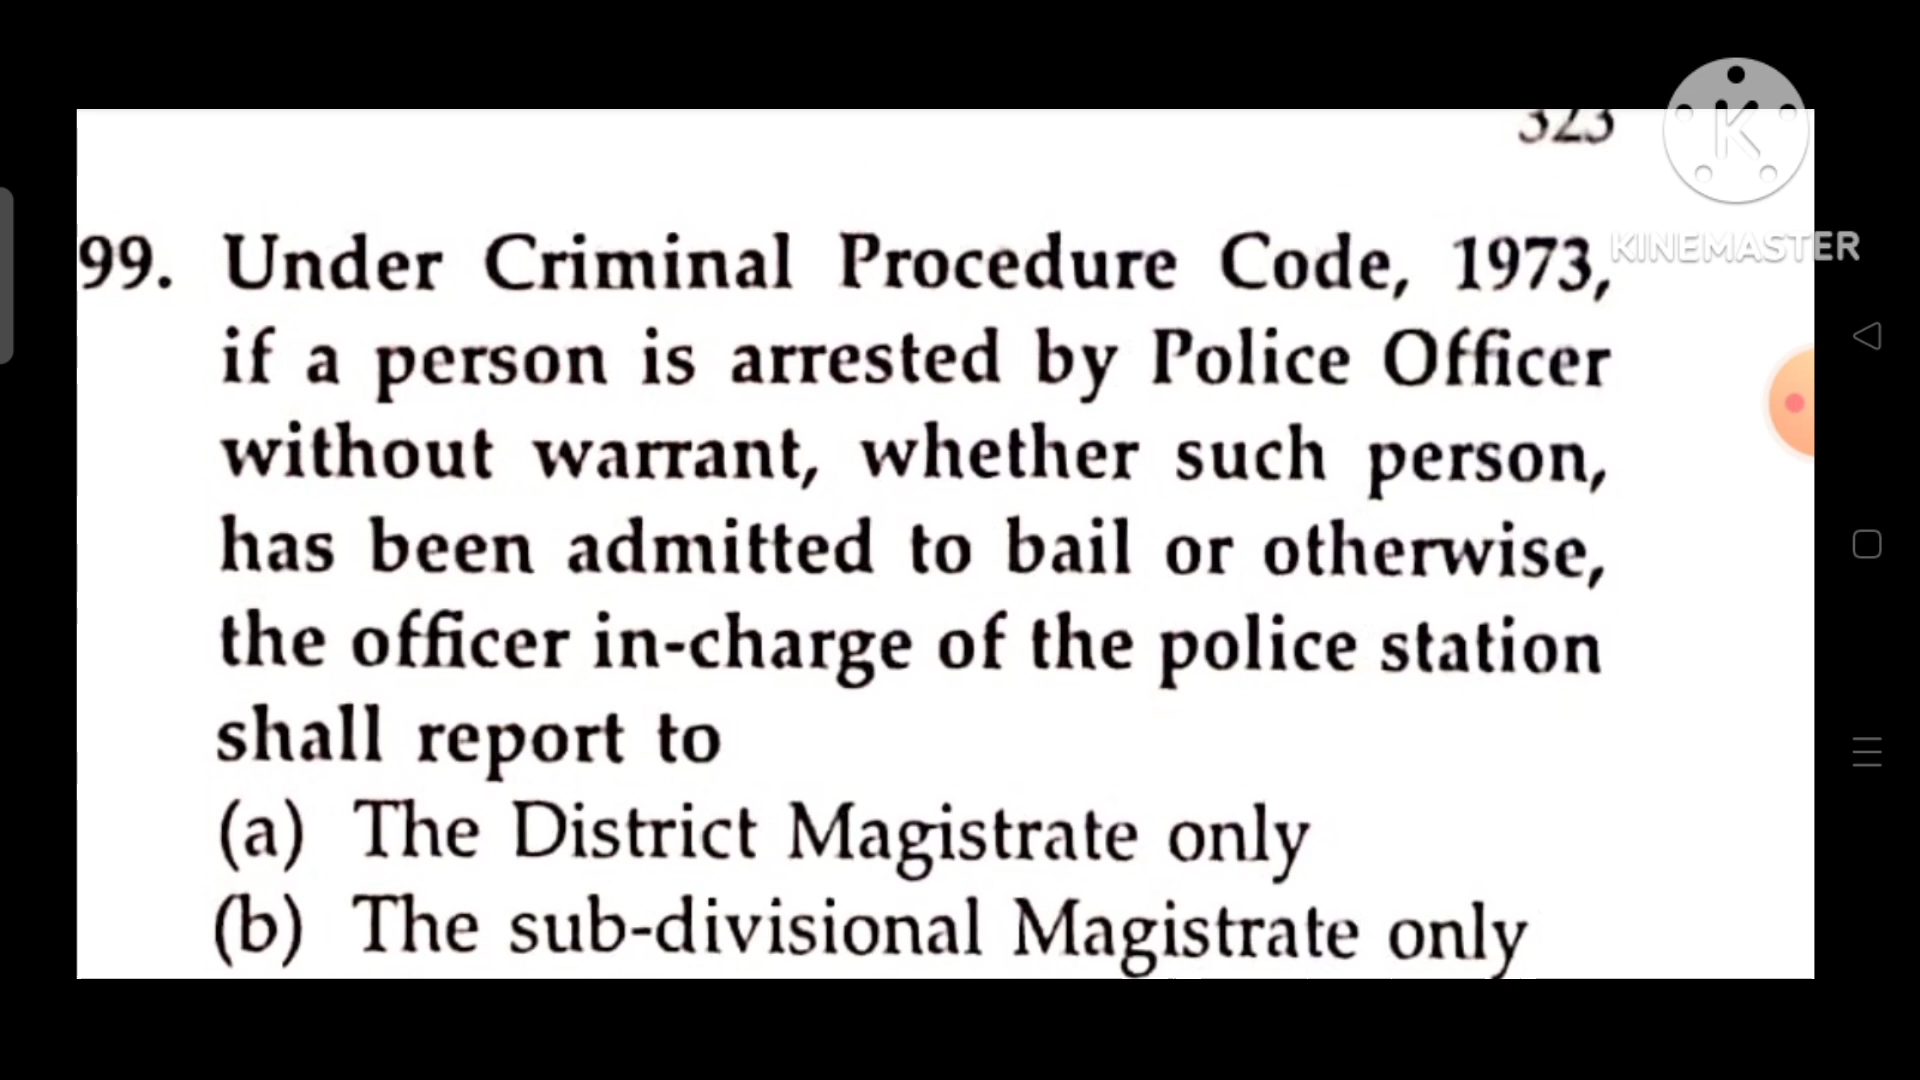 323
99. Under Criminal Procedure Code, 1973,
if a person is arrested by Police Officer
without warrant, whether such person,
has been admitted to bail or otherwise,
the officer in-charge of the police station
shall report to
(a) The District Magistrate only
(b) The sub-divisional Magistrate only
K
KINEMASTER